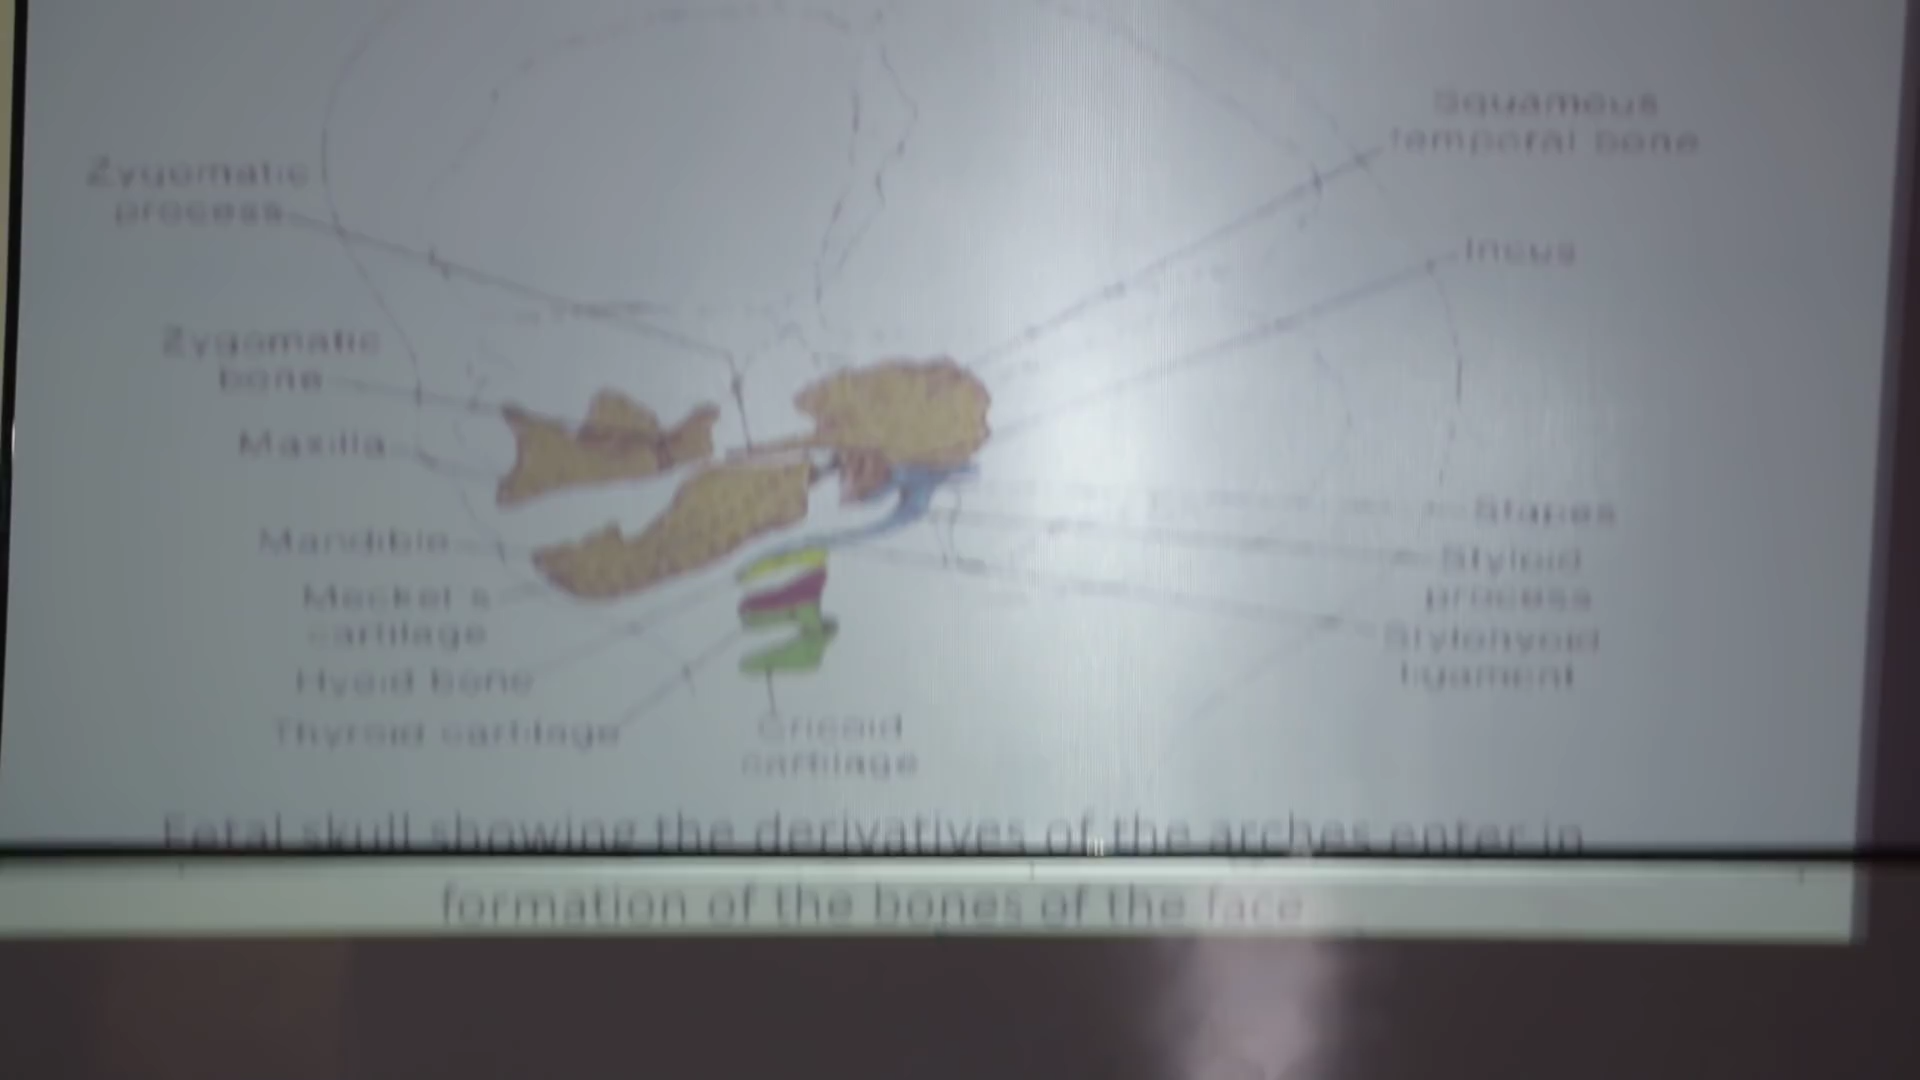 Squamous
temporal bone
Zygomatic
process
Incus
Zygomatic
bone
Maxilla
Stapes
Mandible
Styloid
process
Meckel s
cartilage
Stylohyoid
ligament
Hyoid bone
Thyroid cartilage
Cricoid
cartilage
Fetal skull showing the derivatives of the arches enter in
formation of the bones of the face